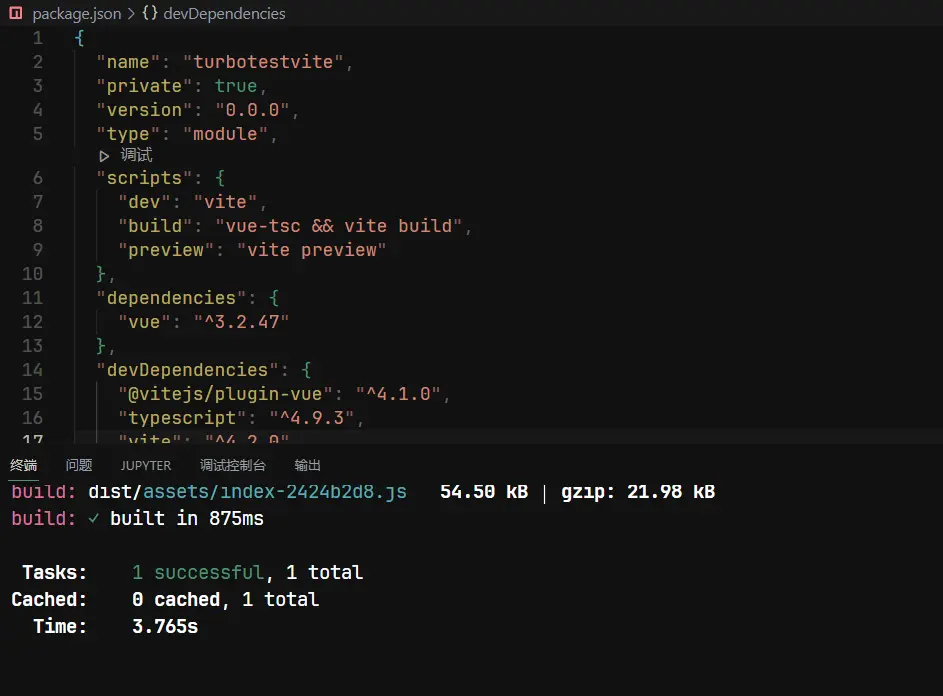 package.json > {} devDependencies
1 {
2 "name": "turbotestvite",
3 "private": true,
4 "version": "0.0.0",
5 "type": "module",
调试
6 "scripts": {
7 "dev": "vite",
8 "build": "vue-tsc && vite build",
9 "preview": "vite preview"
10 },
11 "dependencies": {
12 "vue": "^3.2.47"
13 },
14 "devDependencies": {
15 "@vitejs/plugin-vue": "^4.1.0",
16 "typescript": "^4.9.3",
17 "vite": "^4.2.0"
终端 问题 JUPYTER 调试控制台 输出
build: dist/assets/index-2424b2d8.js 54.50 kB | gzip: 21.98 kB
build: ✓ built in 875ms
Tasks: 1 successful, 1 total
Cached: 0 cached, 1 total
Time: 3.765s